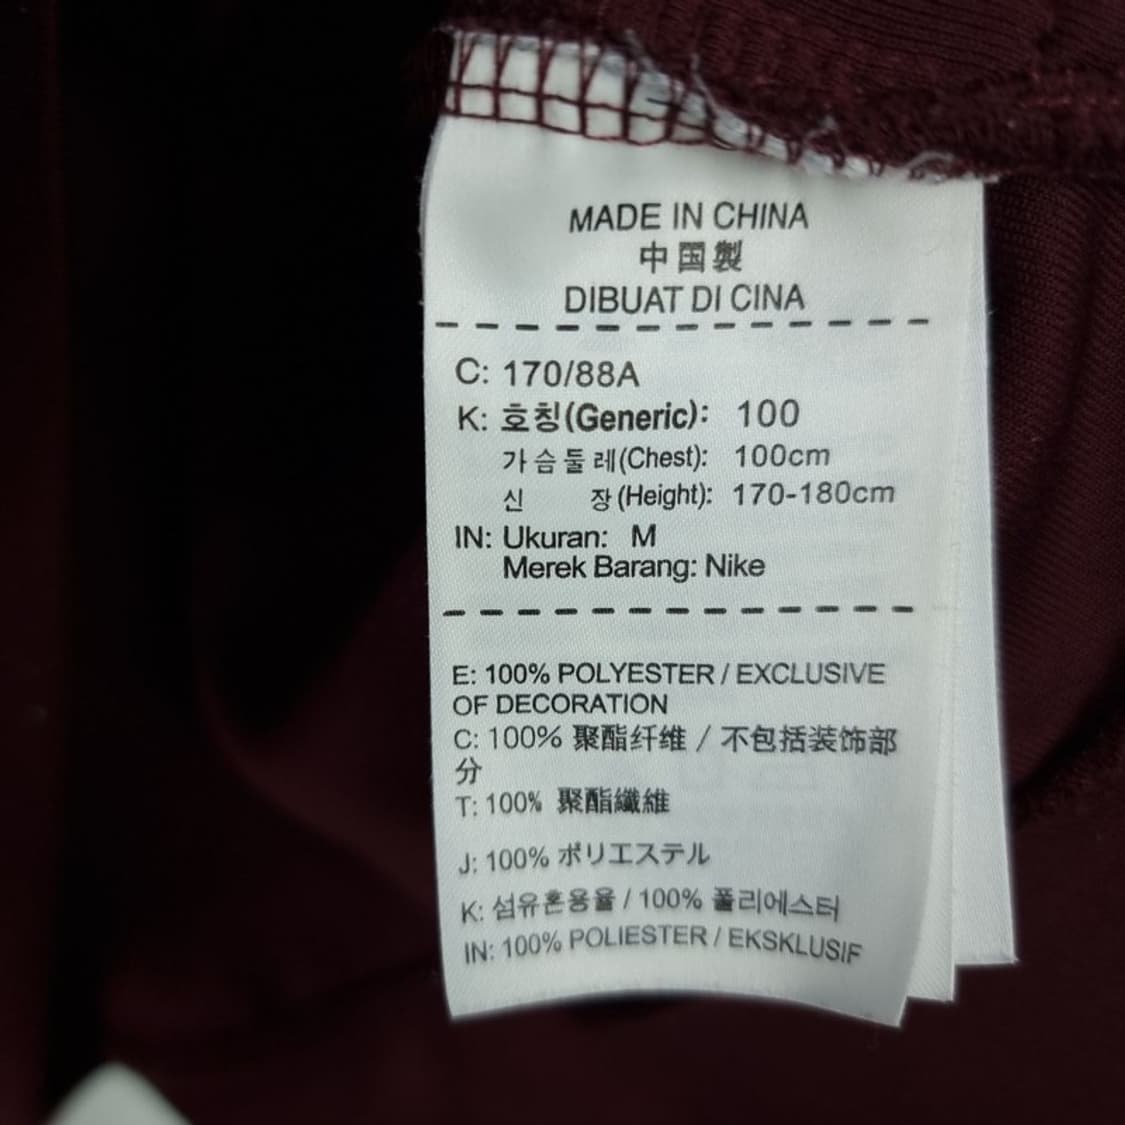 MADE IN CHINA
中国製
DIBUAT DI CINA
C: 170/88A
K: 호칭(Generic): 100
가슴둘레(Chest): 100cm
신 장(Height): 170-180cm
IN: Ukuran: M
Merek Barang: Nike
E: 100% POLYESTER / EXCLUSIVE
OF DECORATION
C: 100% 聚酯纤维 / 不包括装饰部
分
T: 100% 聚酯纖維
J: 100% ポリエステル
K: 섬유혼용율 / 100% 폴리에스터
IN: 100% POLIESTER / EKSKLUSIF